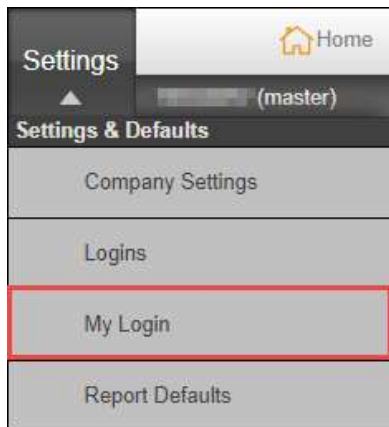 Home
Settings
(master)
Settings & Defaults
Company Settings
Logins
My Login
Report Defaults